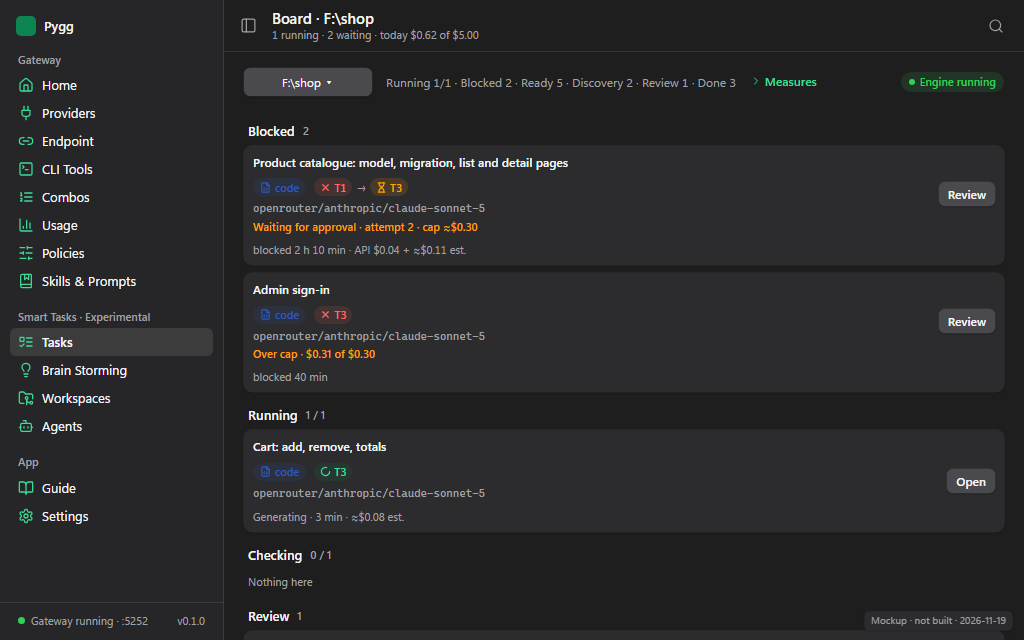 Pygg
Gateway
Home
Providers
Endpoint
CLI Tools
Combos
Usage
Policies
Skills & Prompts
Smart Tasks · Experimental
Tasks
Brain Storming
Workspaces
Agents
App
Guide
Settings
Gateway running · :5252 v0.1.0
Board · F:\shop
1 running · 2 waiting · today $0.62 of $5.00
F:\shop
Running 1/1 · Blocked 2 · Ready 5 · Discovery 2 · Review 1 · Done 3
Measures
Engine running
Blocked 2
Product catalogue: model, migration, list and detail pages
code T1 → T3
openrouter/anthropic/claude-sonnet-5
Waiting for approval · attempt 2 · cap ≈$0.30
blocked 2 h 10 min · API $0.04 + ≈$0.11 est.
Review
Admin sign-in
code T3
openrouter/anthropic/claude-sonnet-5
Over cap · $0.31 of $0.30
blocked 40 min
Review
Running 1 / 1
Cart: add, remove, totals
code T3
openrouter/anthropic/claude-sonnet-5
Generating · 3 min · ≈$0.08 est.
Open
Checking 0 / 1
Nothing here
Review 1
Mockup · not built · 2026-11-19